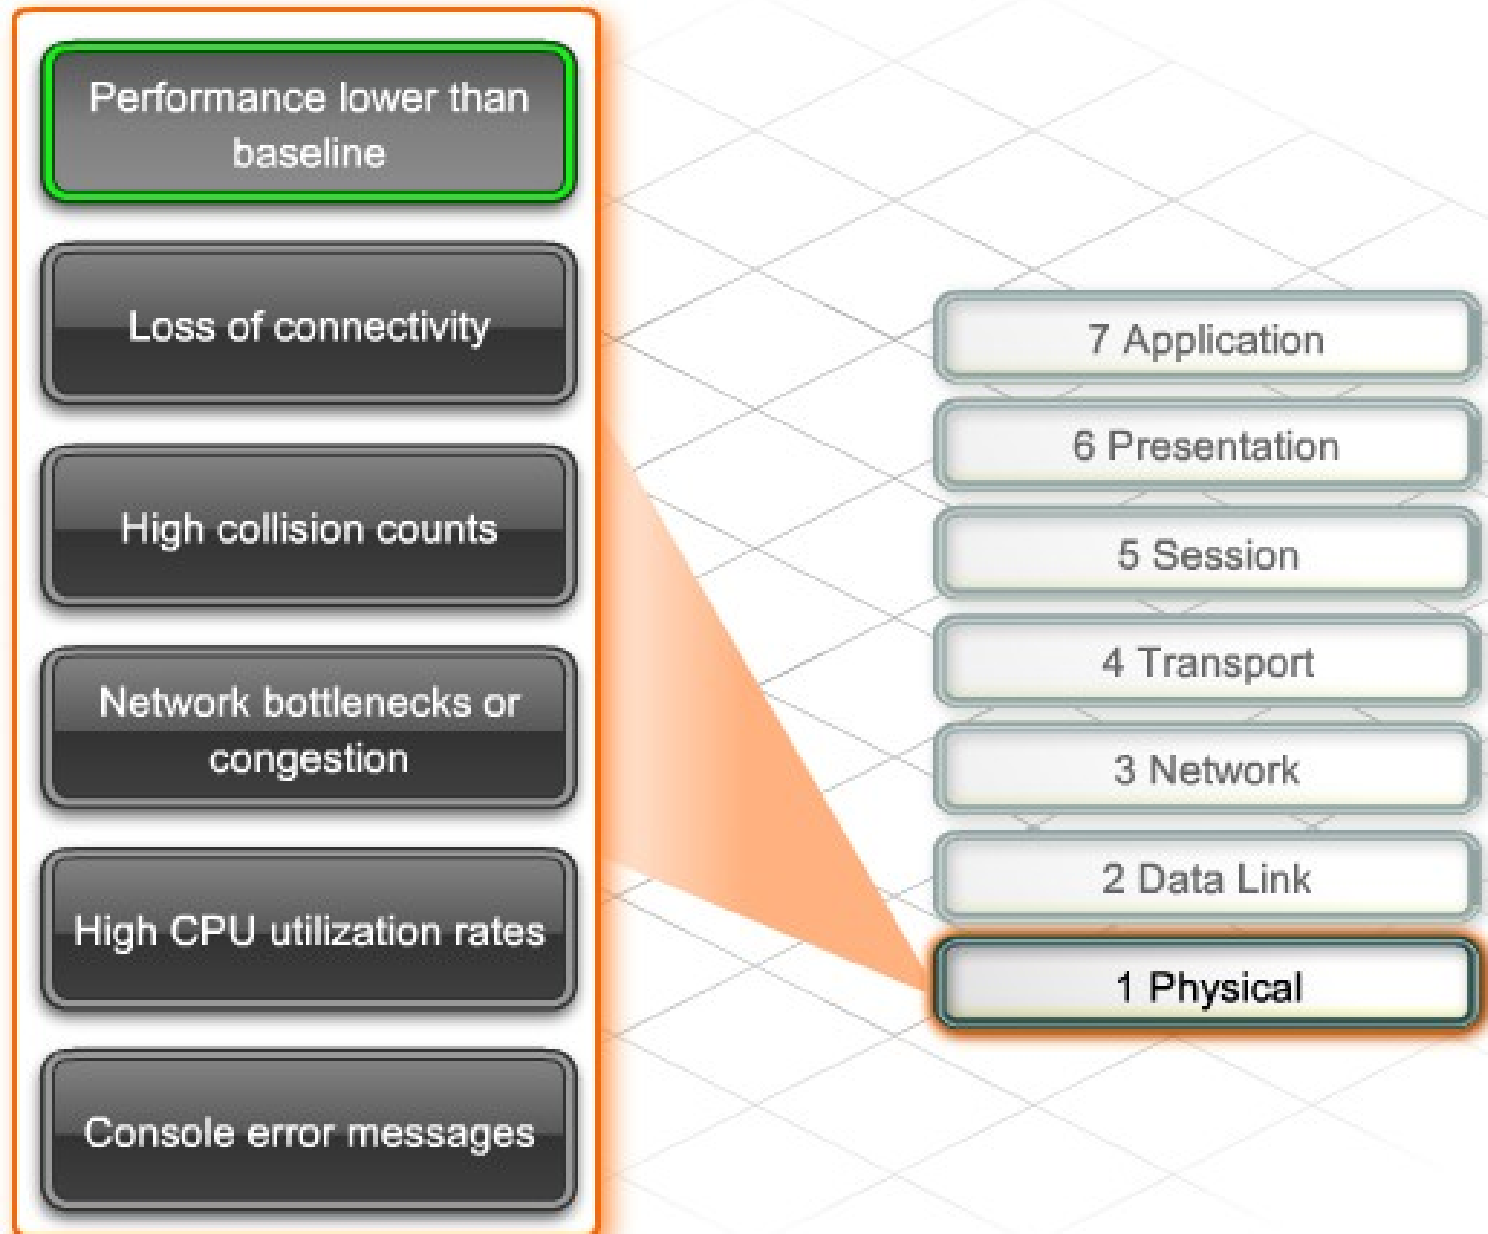 Performance lower than
baseline
Loss of connectivity
High collision counts
Network bottlenecks or
congestion
High CPU utilization rates
Console error messages
7 Application
6 Presentation
5 Session
4 Transport
3 Network
2 Data Link
1 Physical